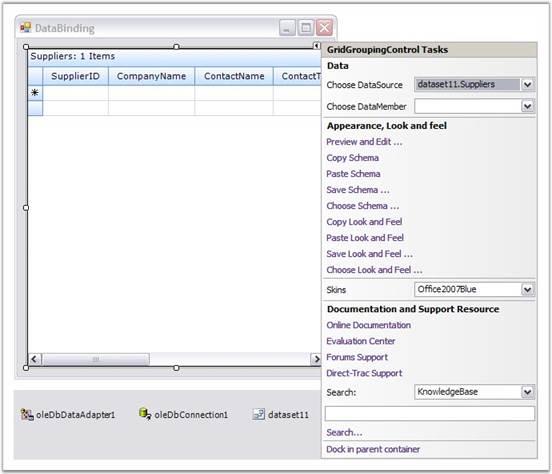 DataBinding
Suppliers: 1 Items
SupplierID CompanyName ContactName ContactT
GridGroupingControl Tasks
Data
Choose DataSource dataset11.Suppliers
Choose DataMember
Appearance, Look and feel
Preview and Edit ...
Copy Schema
Paste Schema
Save Schema ...
Choose Schema ...
Copy Look and Feel
Paste Look and Feel
Save Look and Feel ...
Choose Look and Feel ...
Skins Office2007Blue
Documentation and Support Resource
Online Documentation
Evaluation Center
Forums Support
Direct-Trac Support
Search: KnowledgeBase
Search...
Dock in parent container
oleDbDataAdapter1 oleDbConnection1 dataset11